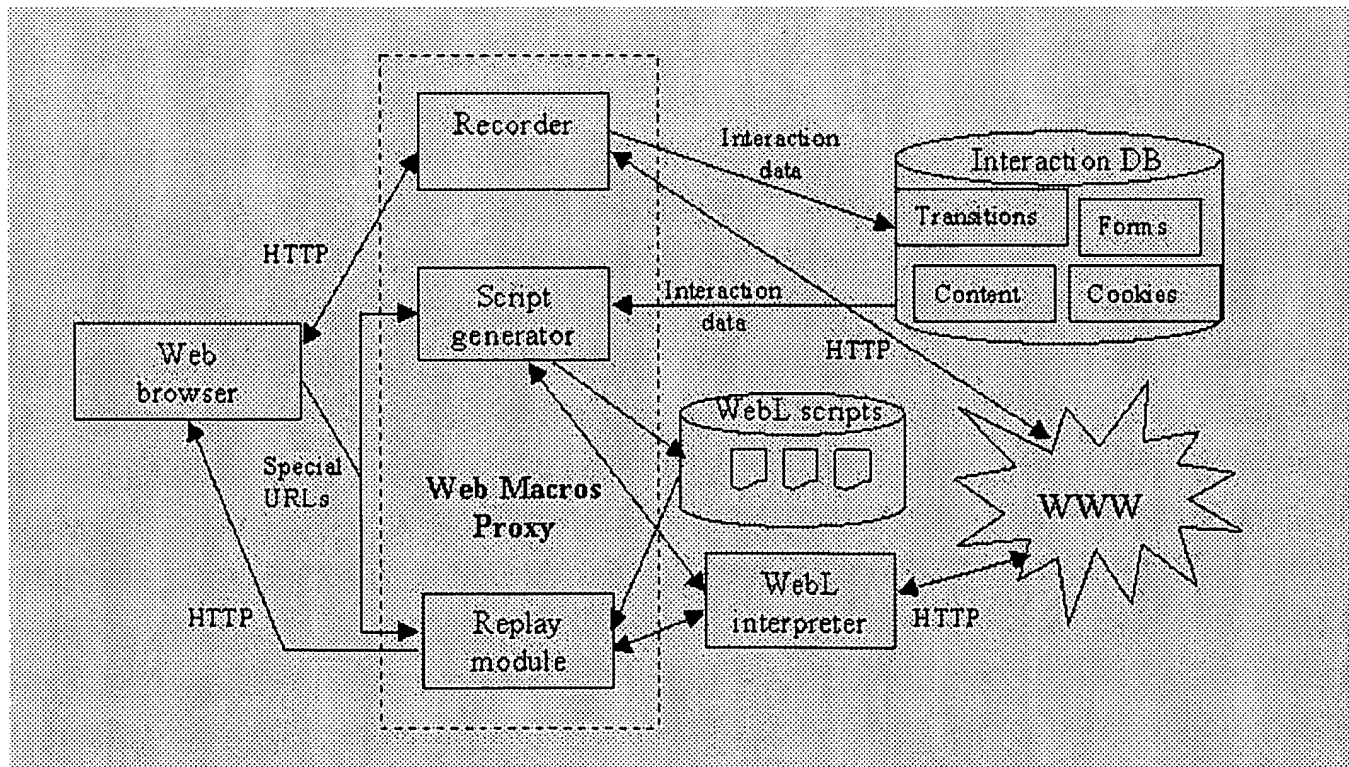 Recorder
Interaction
data
Interaction DB
Transitions
Forms
Content
Cookies
HTTP
Script
generator
Interaction
data
HTTP
Web
browser
WebL scripts
Special
URLs
Web Macros
Proxy
WWW
HTTP
Replay
module
WebL
interpreter
HTTP